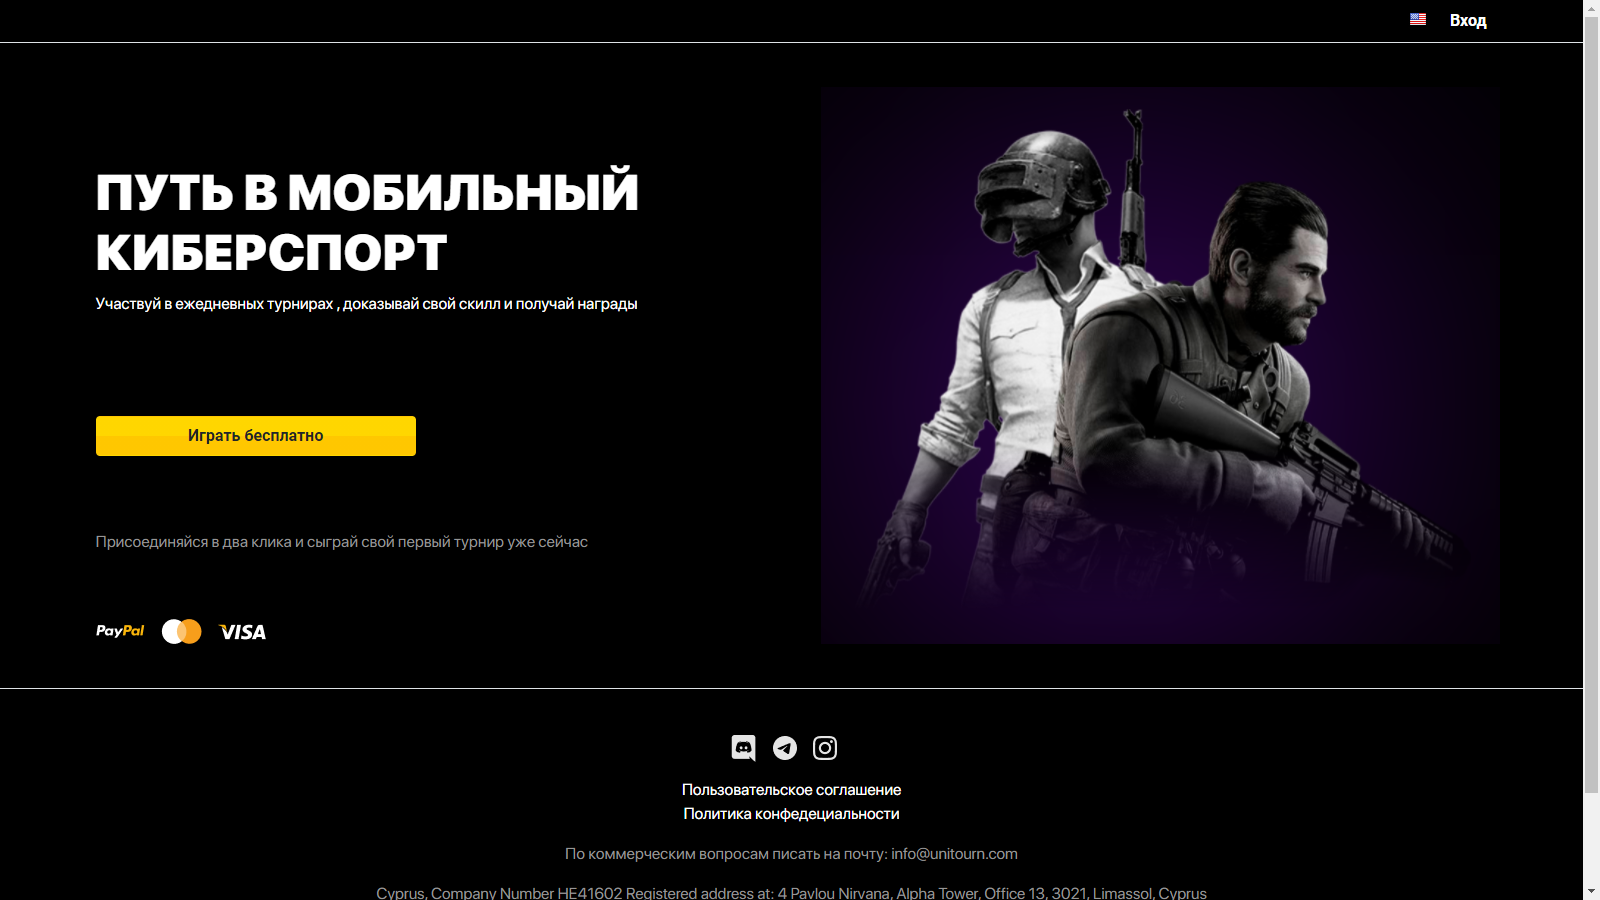 Вход
ПУТЬ В МОБИЛЬНЫЙ
КИБЕРСПОРТ
Участвуй в ежедневных турнирах , доказывай свой скилл и получай награды
Играть бесплатно
Присоединяйся в два клика и сыграй свой первый турнир уже сейчас
PayPal VISA
Пользовательское соглашение
Политика конфедециальности
По коммерческим вопросам писать на почту: info@unitourn.com
Cyprus, Company Number HE41602 Registered address at: 4 Pavlou Nirvana, Alpha Tower, Office 13, 3021, Limassol, Cyprus